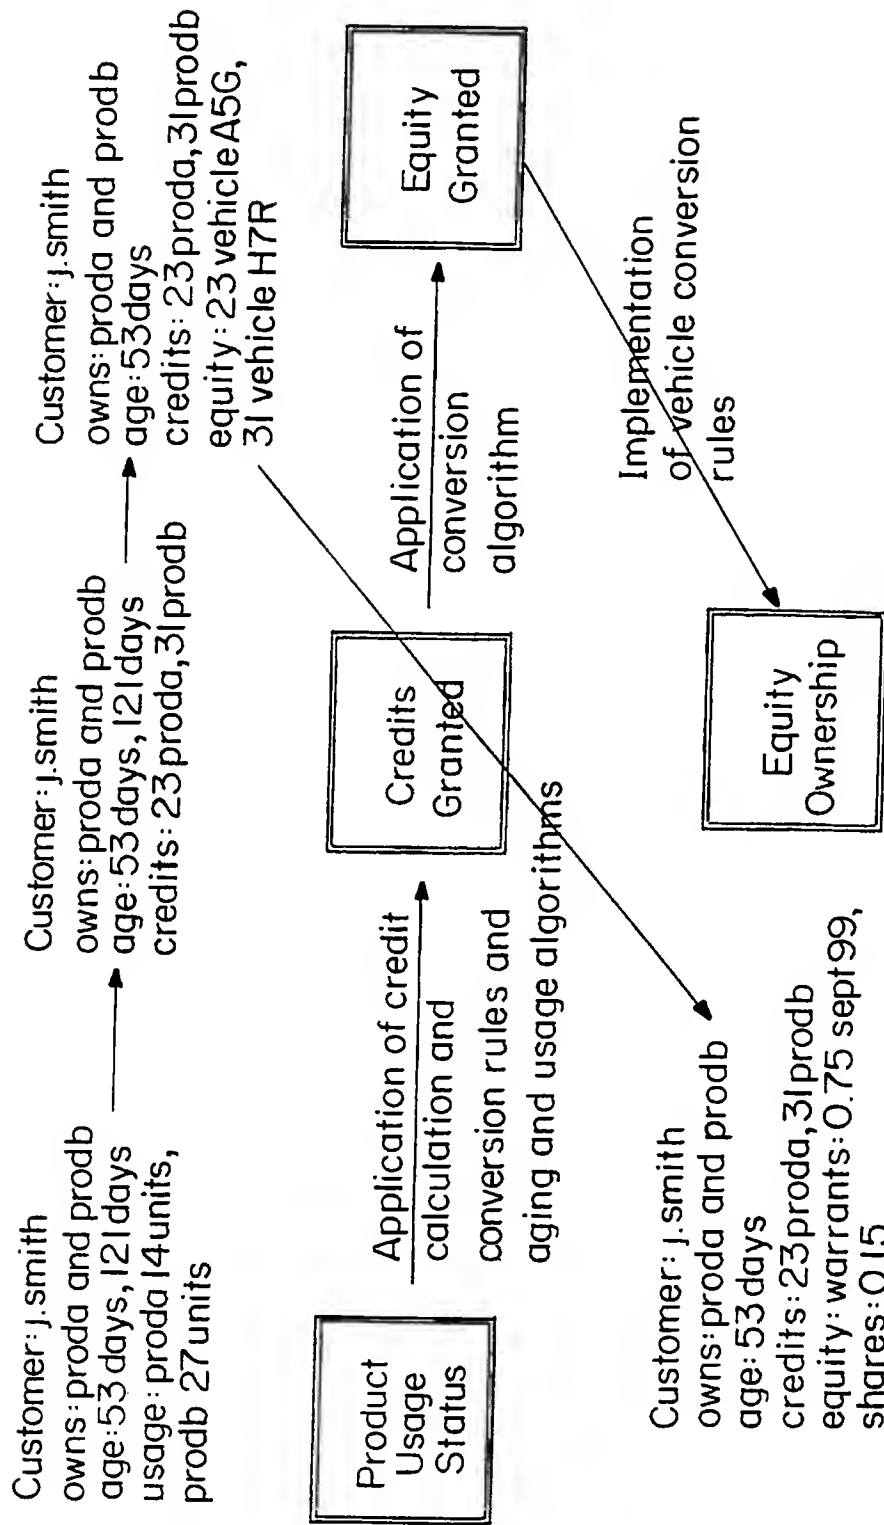 Customer: j.smith
owns: proda and prodb
age: 53 days, 121 days
usage: proda 14 units,
prodb 27 units
Customer: j.smith
owns: proda and prodb
age: 53 days, 121 days
credits: 23 proda, 31 prodb
Customer: j.smith
owns: proda and prodb
age: 53 days
credits: 23 proda, 31 prodb
equity: 23 vehicle A5G,
31 vehicle H7R
Product
Usage
Status
Application of credit
calculation and
conversion rules and
aging and usage algorithms
Credits
Granted
Application of
conversion
algorithm
Equity
Granted
Implementation
of vehicle conversion
rules
Equity
Ownership
Customer: j.smith
owns: proda and prodb
age: 53 days
credits: 23 proda, 31 prodb
equity: warrants: 0.75 sept 99,
shares: 0.15